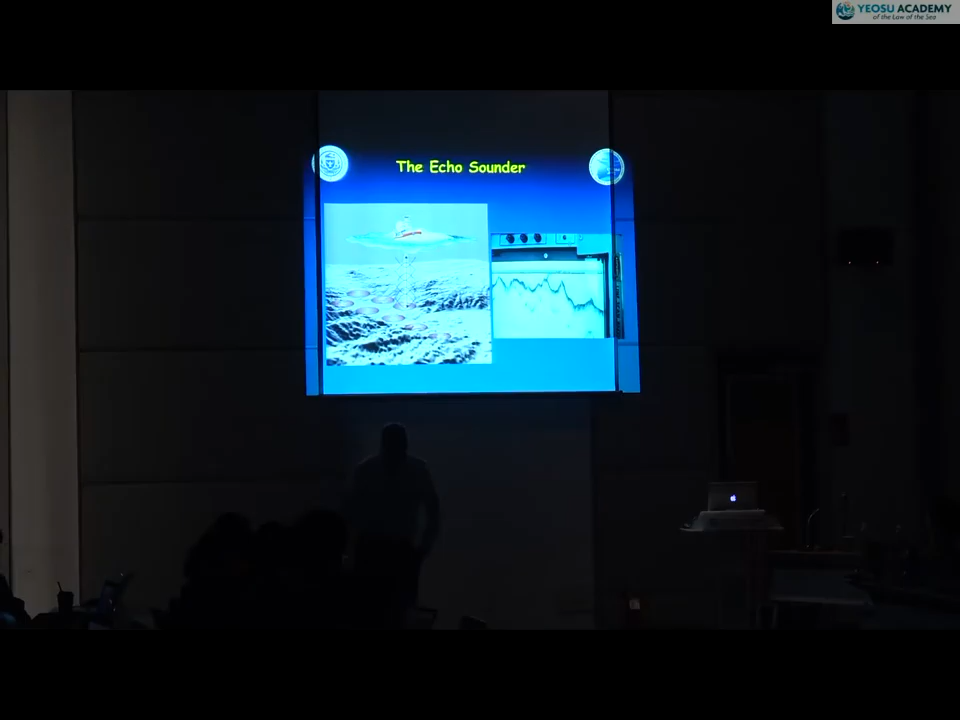 YEOSU ACADEMY
of the Law of the Sea
The Echo Sounder